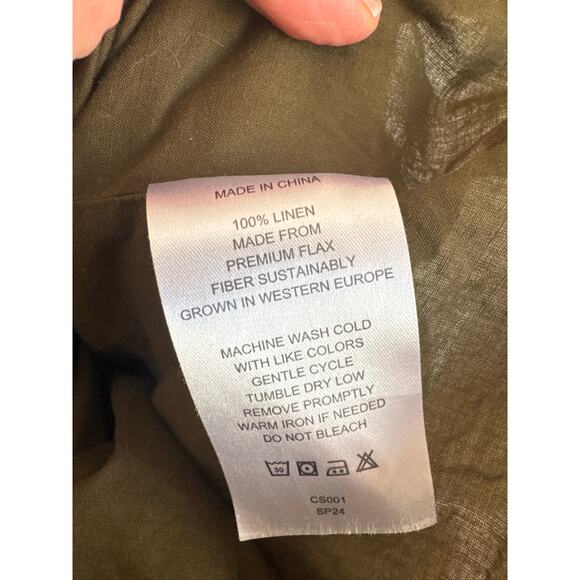 MADE IN CHINA
100% LINEN
MADE FROM
PREMIUM FLAX
FIBER SUSTAINABLY
GROWN IN WESTERN EUROPE
MACHINE WASH COLD
WITH LIKE COLORS
GENTLE CYCLE
TUMBLE DRY LOW
REMOVE PROMPTLY
WARM IRON IF NEEDED
DO NOT BLEACH
30
CS001
SP24